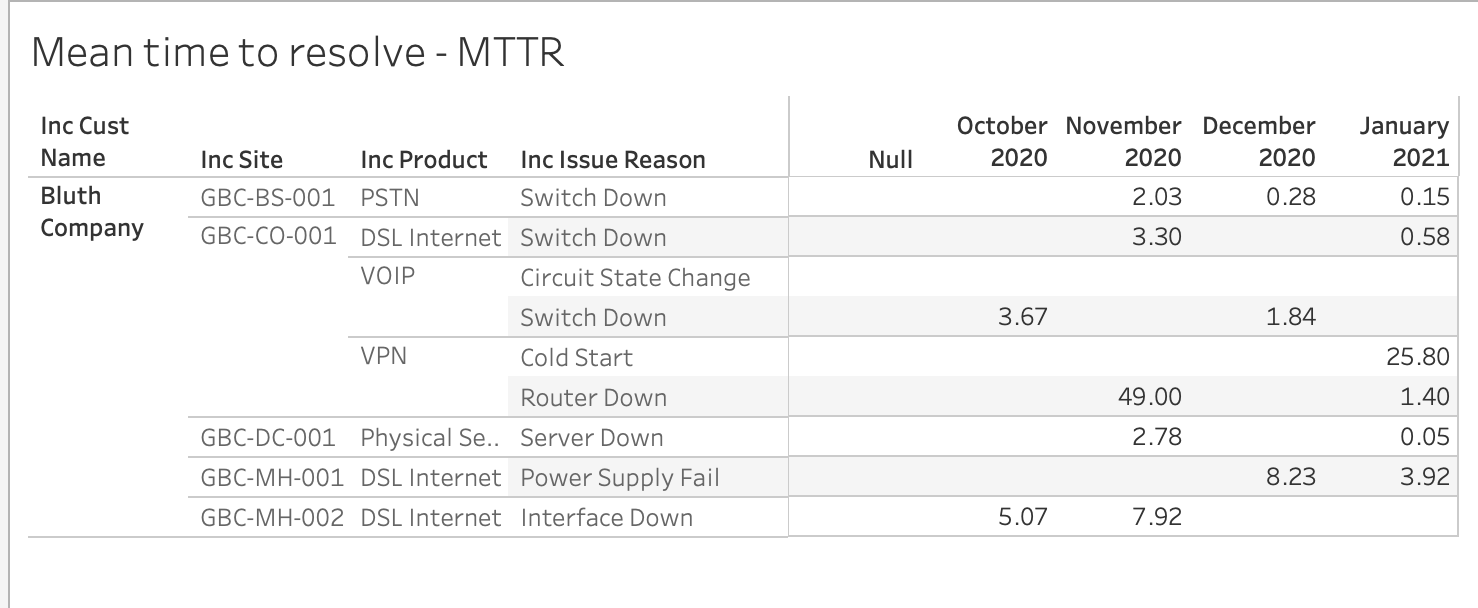 Mean time to resolve - MTTR
October November December January
Inc Cust
Name Inc Site Inc Product Inc Issue Reason Null 2020 2020 2020 2021
Bluth
Company
GBC-BS-001 PSTN Switch Down 2.03 0.28 0.15
GBC-CO-001 DSL Internet Switch Down 3.30 0.58
VOIP Circuit State Change
Switch Down 3.67 1.84
VPN Cold Start 25.80
Router Down 49.00 1.40
GBC-DC-001 Physical Se.. Server Down 2.78 0.05
GBC-MH-001 DSL Internet Power Supply Fail 8.23 3.92
GBC-MH-002 DSL Internet Interface Down 5.07 7.92